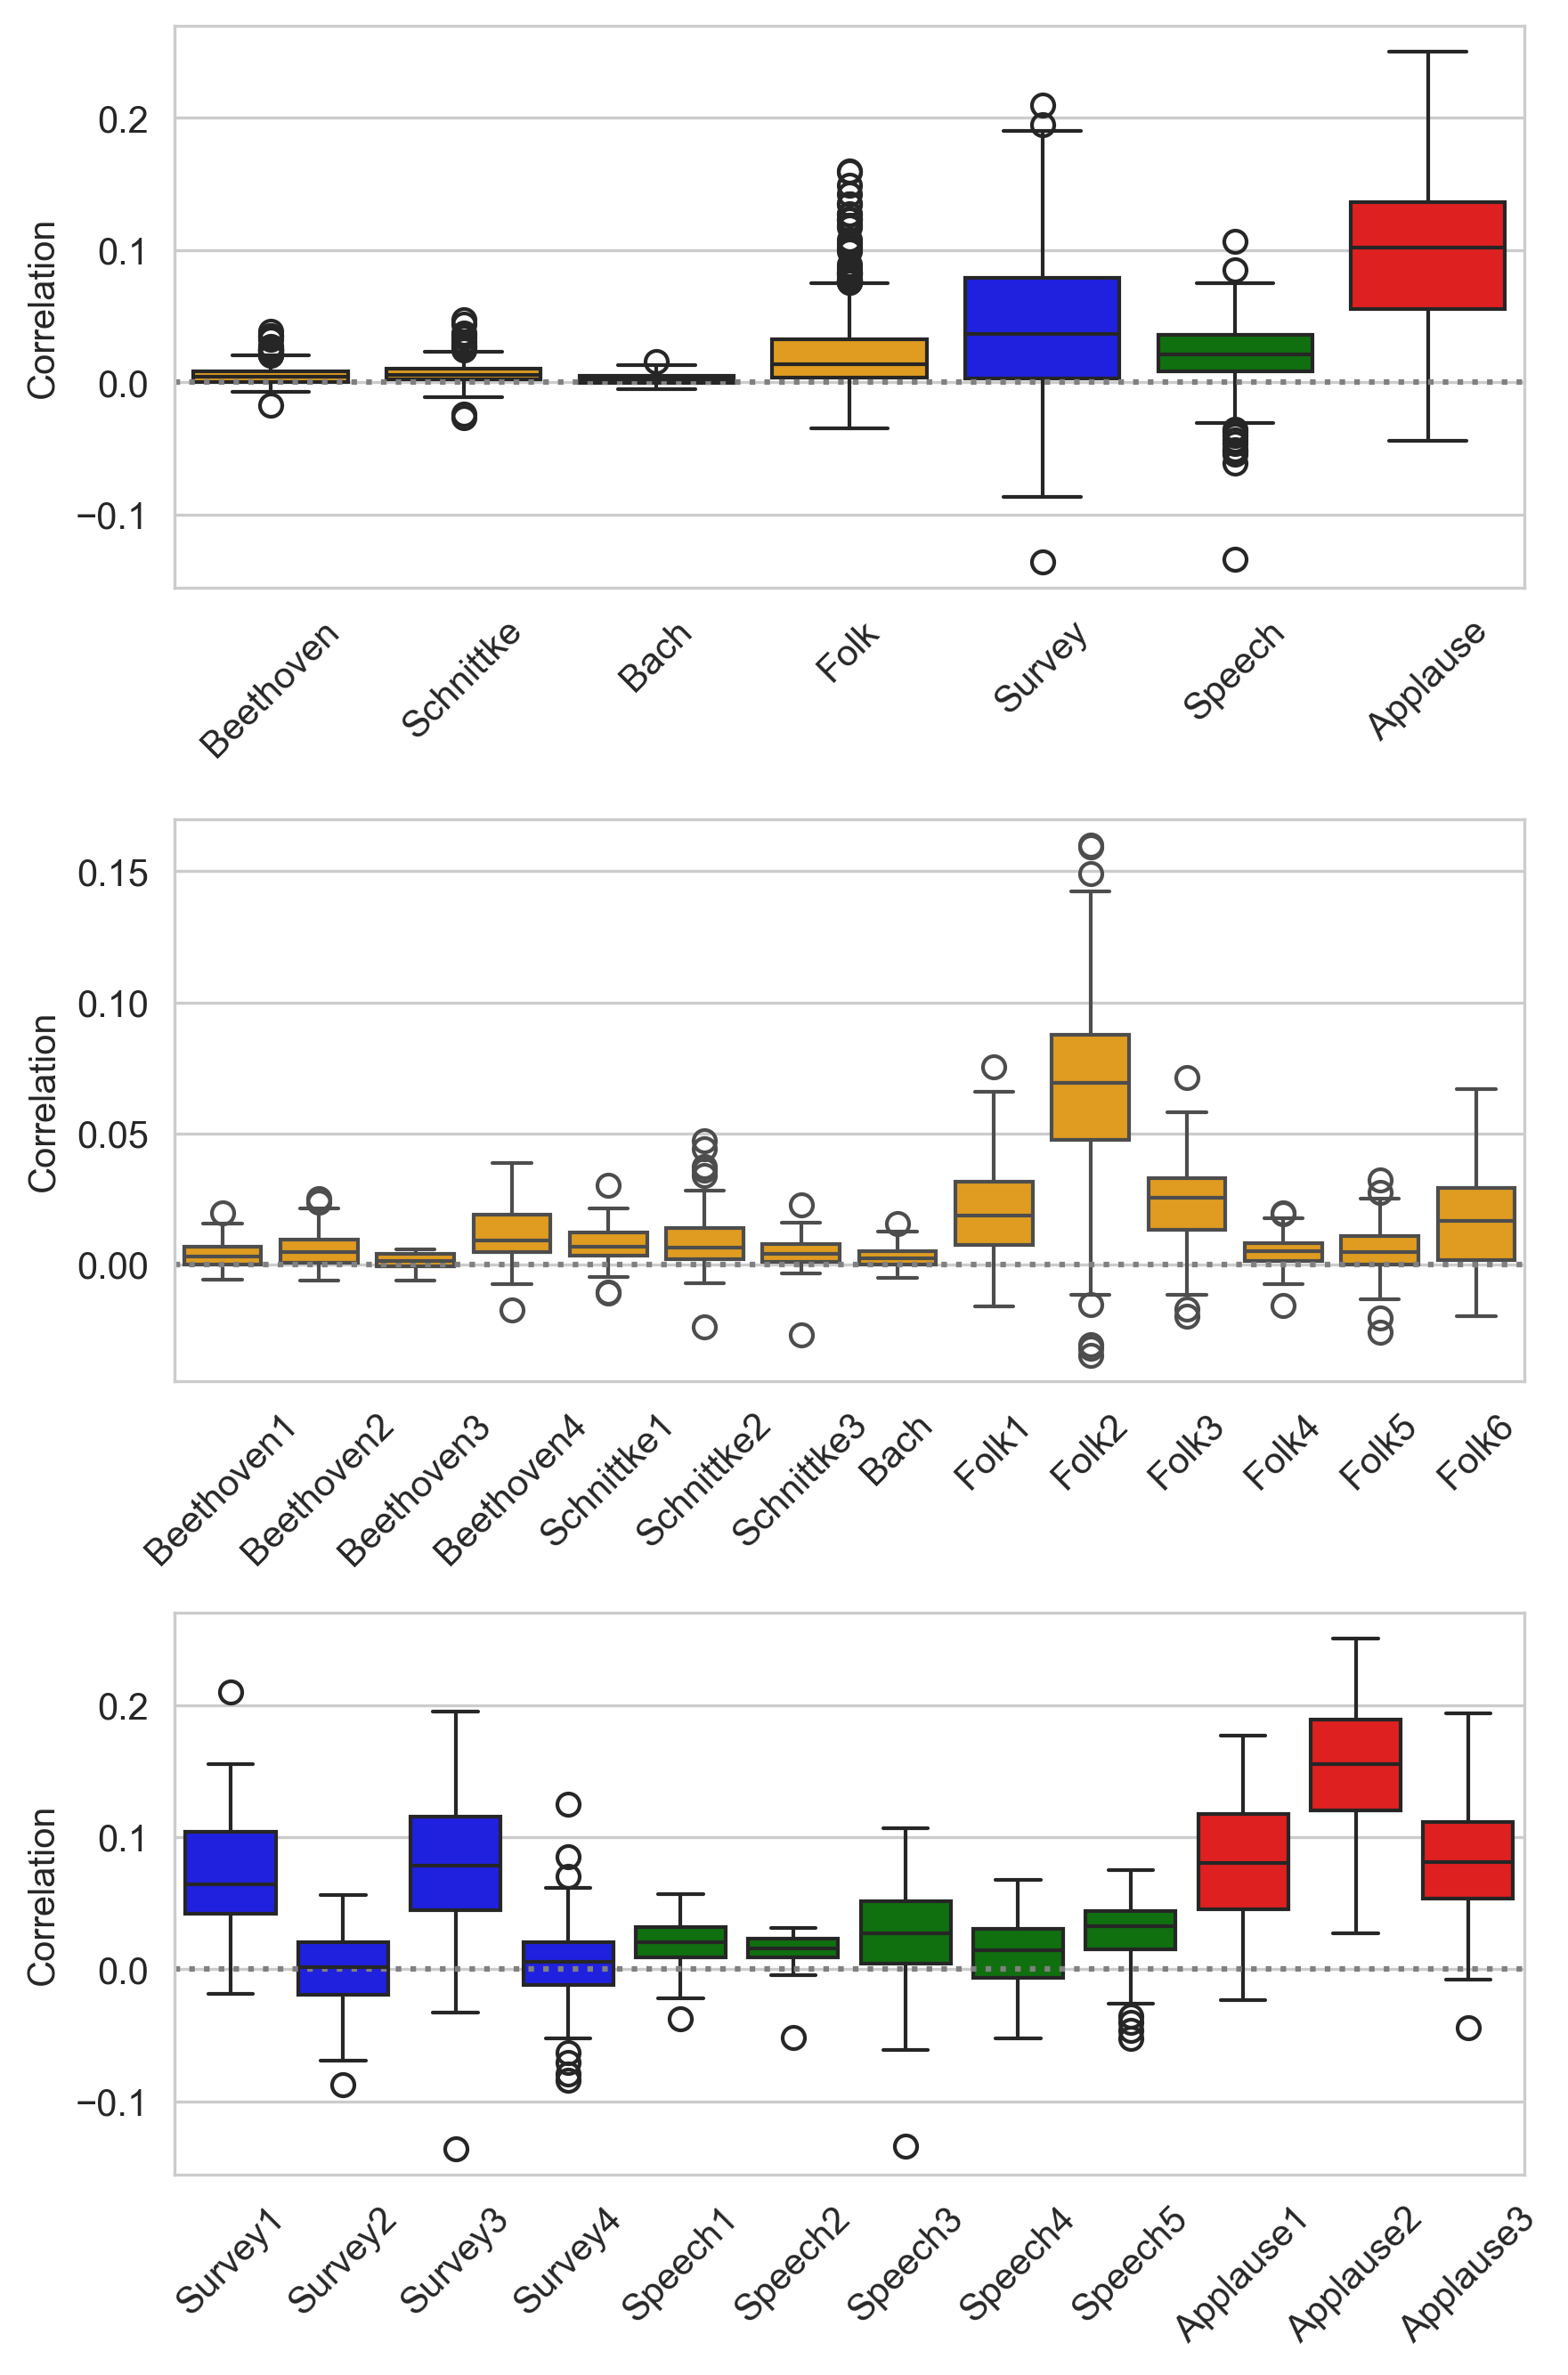 Correlation
0.2
0.1
0.0
−0.1
Beethoven Schnittke Bach Folk Survey Speech Applause
Correlation
0.15
0.10
0.05
0.00
Beethoven1 Beethoven2 Beethoven3 Beethoven4 Schnittke1 Schnittke2 Schnittke3 Bach Folk1 Folk2 Folk3 Folk4 Folk5 Folk6
Correlation
0.2
0.1
0.0
−0.1
Survey1 Survey2 Survey3 Survey4 Speech1 Speech2 Speech3 Speech4 Speech5 Applause1 Applause2 Applause3